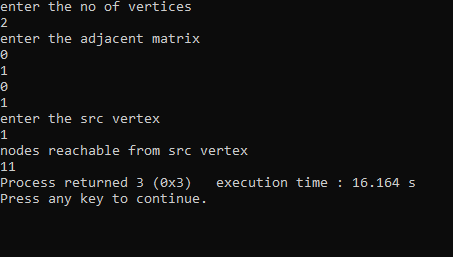 enter the no of vertices
2
enter the adjacent matrix
0
1
0
1
enter the src vertex
1
nodes reachable from src vertex
11
Process returned 3 (0x3)   execution time : 16.164 s
Press any key to continue.